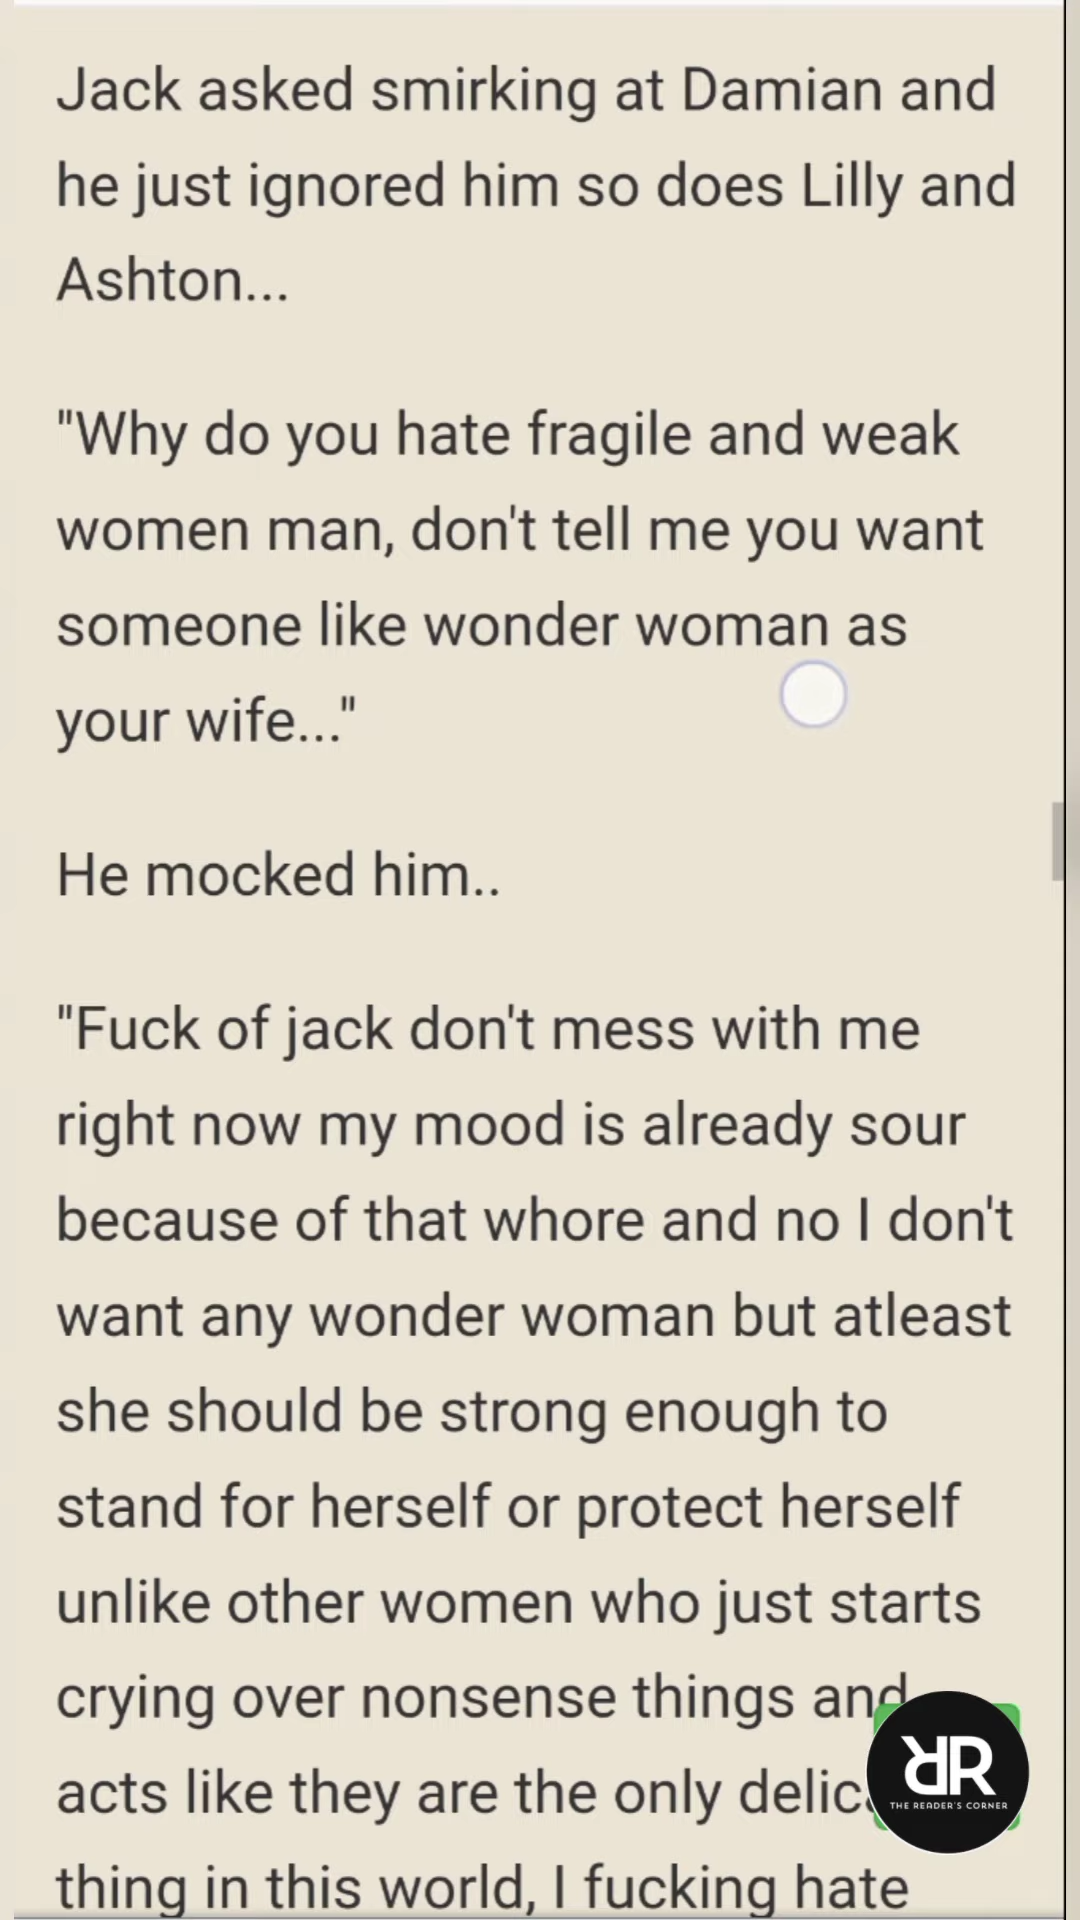 Jack asked smirking at Damian and
he just ignored him so does Lilly and
Ashton...
"Why do you hate fragile and weak
women man, don't tell me you want
someone like wonder woman as
your wife..."
He mocked him..
"Fuck of jack don't mess with me
right now my mood is already sour
because of that whore and no I don't
want any wonder woman but atleast
she should be strong enough to
stand for herself or protect herself
unlike other women who just starts
crying over nonsense things and
acts like they are the only
thing in this world, I fucking hate
RR
THE READER'S CORNER